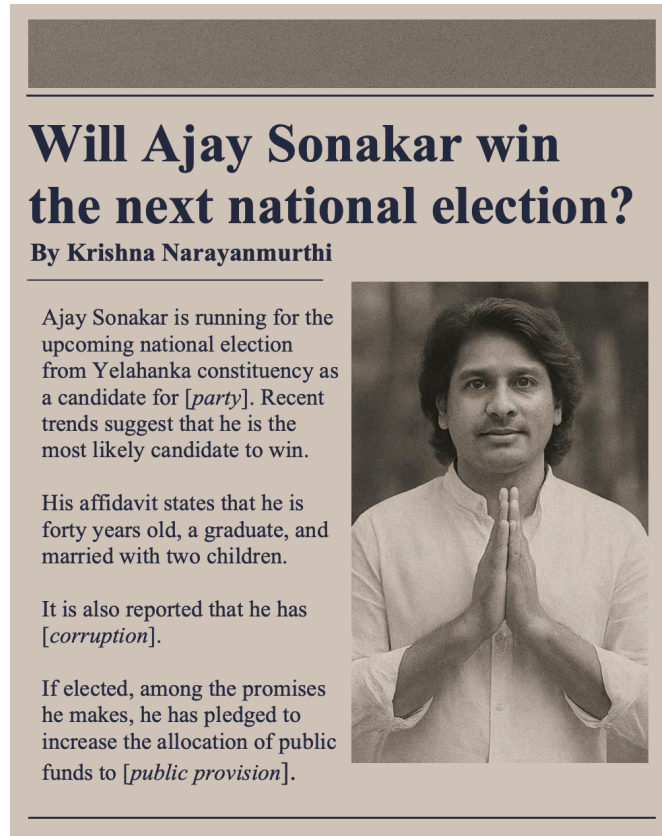 Will Ajay Sonakar win
the next national election?
By Krishna Narayanmurthi
Ajay Sonakar is running for the
upcoming national election
from Yelahanka constituency as
a candidate for [party]. Recent
trends suggest that he is the
most likely candidate to win.
His affidavit states that he is
forty years old, a graduate, and
married with two children.
It is also reported that he has
[corruption].
If elected, among the promises
he makes, he has pledged to
increase the allocation of public
funds to [public provision].